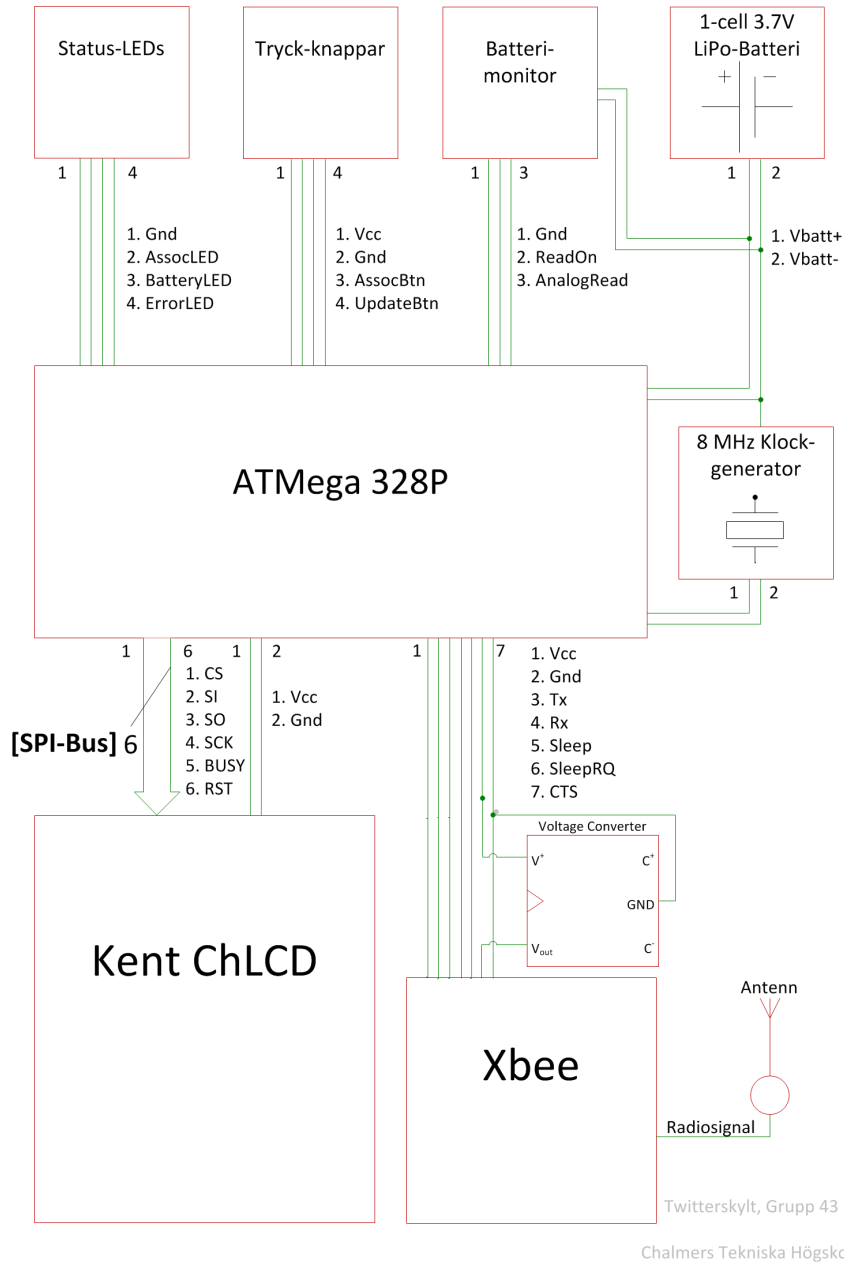 Status-LEDs
Tryck-knappar
Batteri-
monitor
1-cell 3.7V
LiPo-Batteri
+ −
1 4
1 4
1 3
1 2
1. Gnd
2. AssocLED
3. BatteryLED
4. ErrorLED
1. Vcc
2. Gnd
3. AssocBtn
4. UpdateBtn
1. Gnd
2. ReadOn
3. AnalogRead
1. Vbatt+
2. Vbatt-
ATMega 328P
8 MHz Klock-
generator
1 2
1 6
1 2
1 7
1. CS
2. SI
3. SO
4. SCK
5. BUSY
6. RST
[SPI-Bus] 6
1. Vcc
2. Gnd
1. Vcc
2. Gnd
3. Tx
4. Rx
5. Sleep
6. SleepRQ
7. CTS
Voltage Converter
V+ C+
GND
Vout C-
Kent ChLCD
Xbee
Antenn
Radiosignal
Twitterskylt, Grupp 43
Chalmers Tekniska Högsko